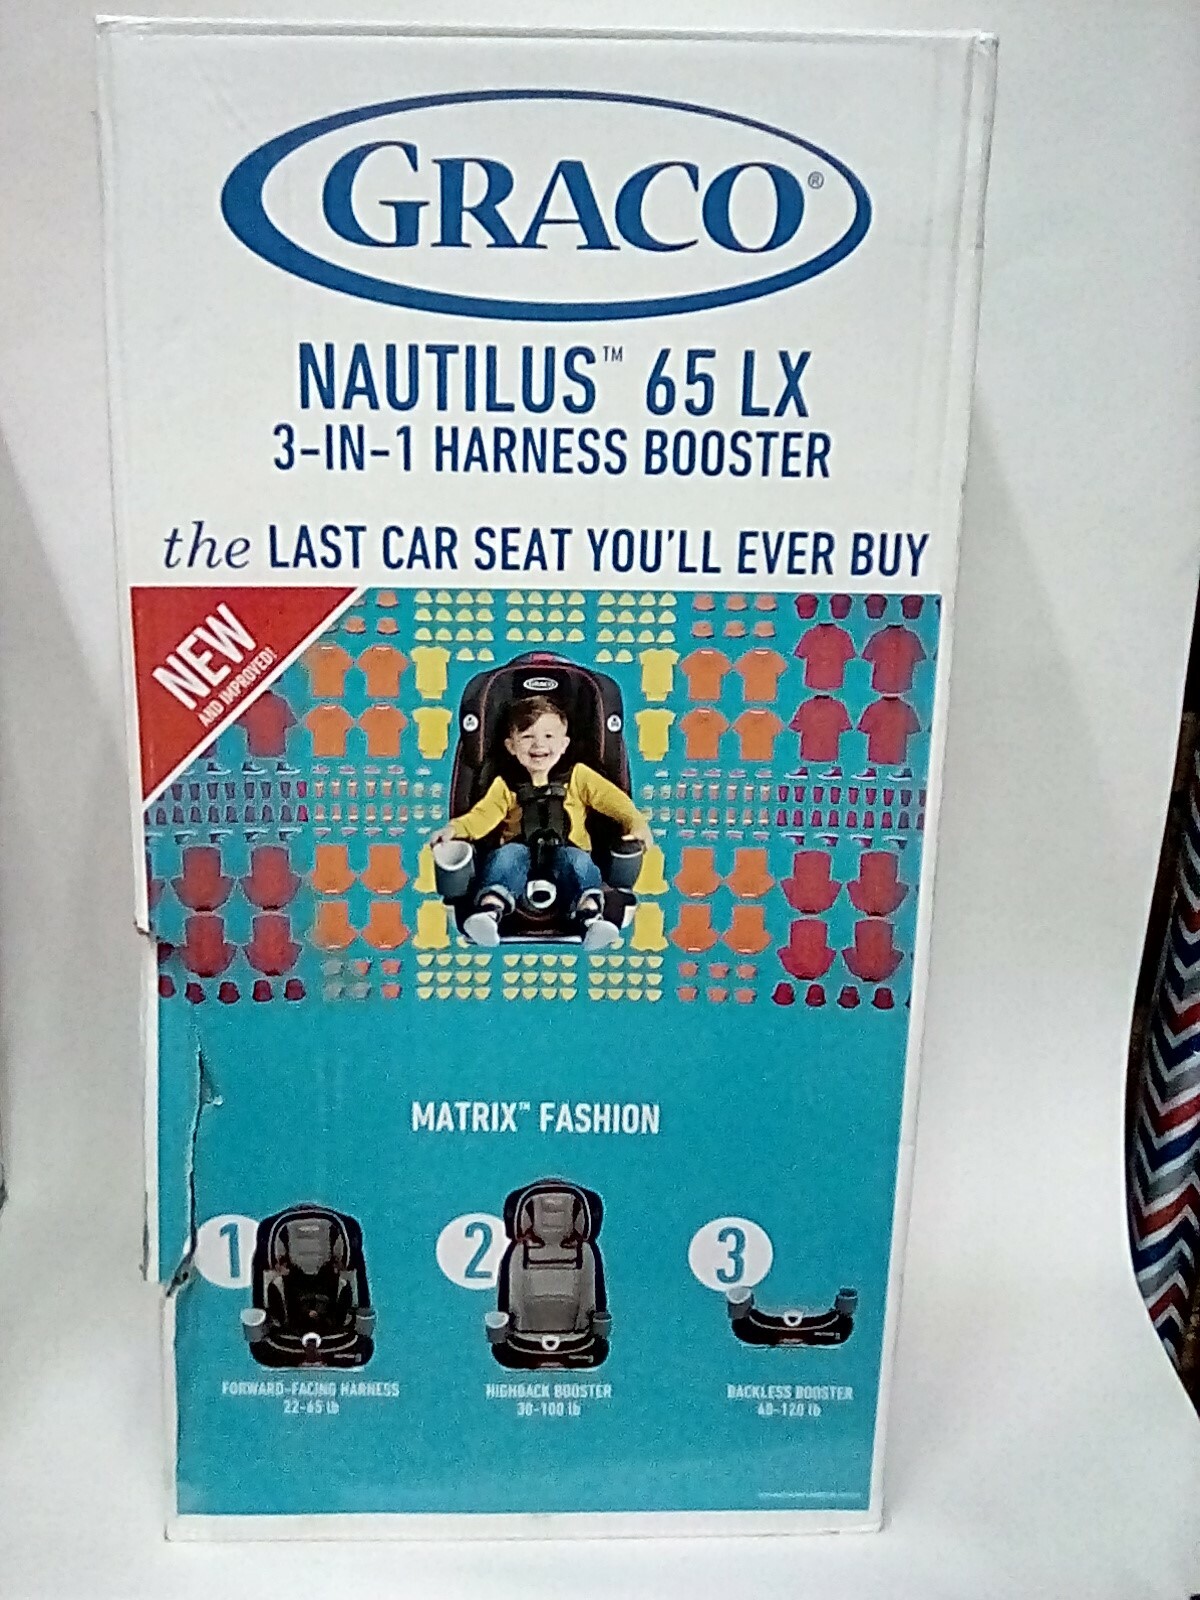 GRACO®
NAUTILUS™ 65 LX
3-IN-1 HARNESS BOOSTER
the LAST CAR SEAT YOU'LL EVER BUY
NEW
AND IMPROVED!
GRACO
MATRIX™ FASHION
1
2
3
FORWARD-FACING HARNESS
22-65 lb
HIGHBACK BOOSTER
30-100 lb
BACKLESS BOOSTER
40-120 lb